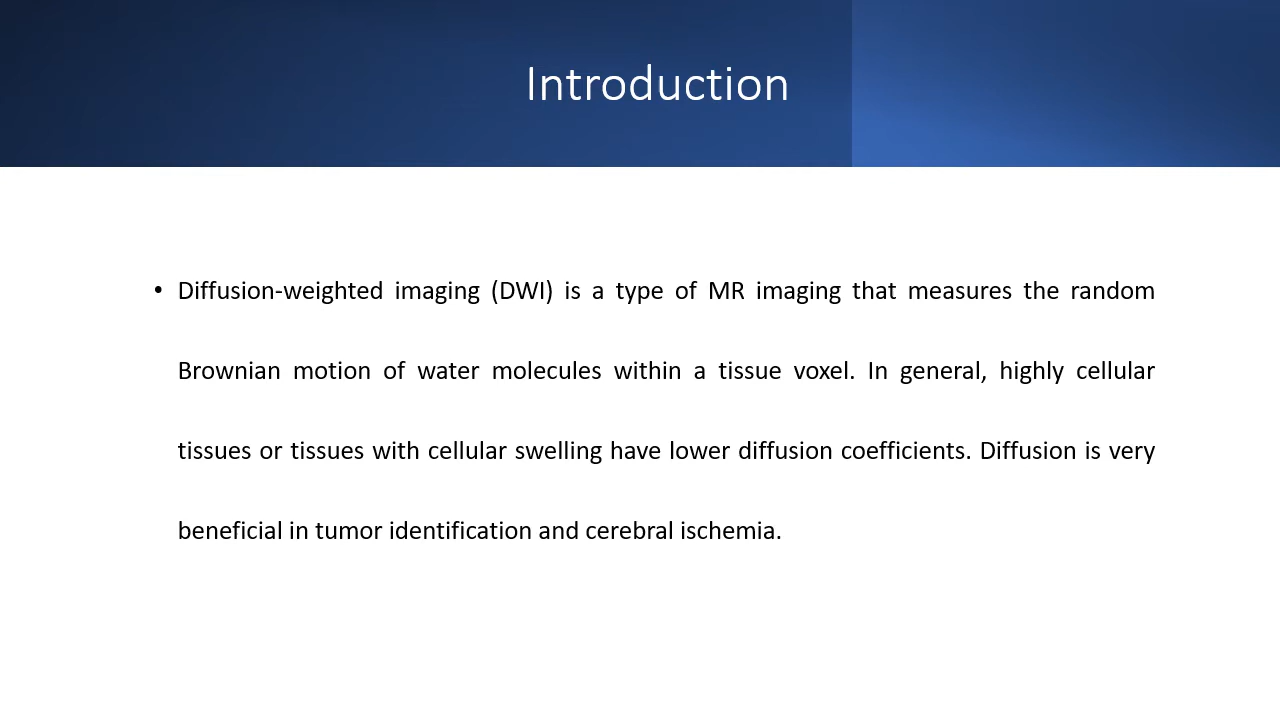 Introduction
• Diffusion-weighted imaging (DWI) is a type of MR imaging that measures the random
Brownian motion of water molecules within a tissue voxel. In general, highly cellular
tissues or tissues with cellular swelling have lower diffusion coefficients. Diffusion is very
beneficial in tumor identification and cerebral ischemia.